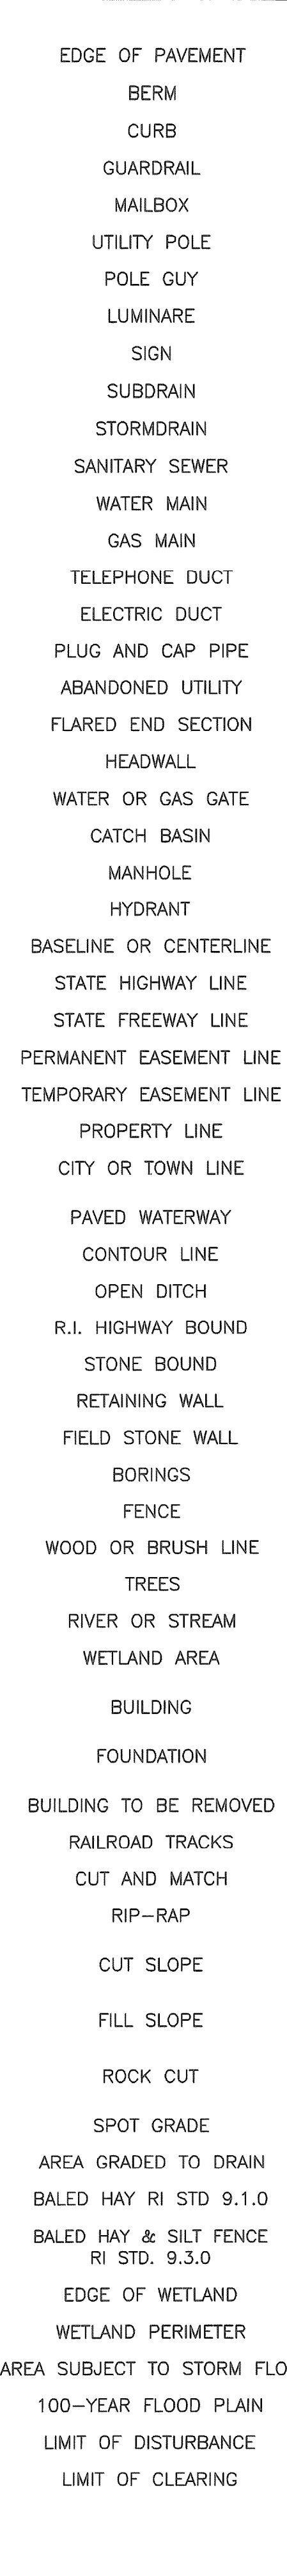 EDGE OF PAVEMENT
BERM
CURB
GUARDRAIL
MAILBOX
UTILITY POLE
POLE GUY
LUMINARE
SIGN
SUBDRAIN
STORMDRAIN
SANITARY SEWER
WATER MAIN
GAS MAIN
TELEPHONE DUCT
ELECTRIC DUCT
PLUG AND CAP PIPE
ABANDONED UTILITY
FLARED END SECTION
HEADWALL
WATER OR GAS GATE
CATCH BASIN
MANHOLE
HYDRANT
BASELINE OR CENTERLINE
STATE HIGHWAY LINE
STATE FREEWAY LINE
PERMANENT EASEMENT LINE
TEMPORARY EASEMENT LINE
PROPERTY LINE
CITY OR TOWN LINE
PAVED WATERWAY
CONTOUR LINE
OPEN DITCH
R.I. HIGHWAY BOUND
STONE BOUND
RETAINING WALL
FIELD STONE WALL
BORINGS
FENCE
WOOD OR BRUSH LINE
TREES
RIVER OR STREAM
WETLAND AREA
BUILDING
FOUNDATION
BUILDING TO BE REMOVED
RAILROAD TRACKS
CUT AND MATCH
RIP-RAP
CUT SLOPE
FILL SLOPE
ROCK CUT
SPOT GRADE
AREA GRADED TO DRAIN
BALED HAY RI STD 9.1.0
BALED HAY & SILT FENCE
RI STD. 9.3.0
EDGE OF WETLAND
WETLAND PERIMETER
AREA SUBJECT TO STORM FLO
100-YEAR FLOOD PLAIN
LIMIT OF DISTURBANCE
LIMIT OF CLEARING